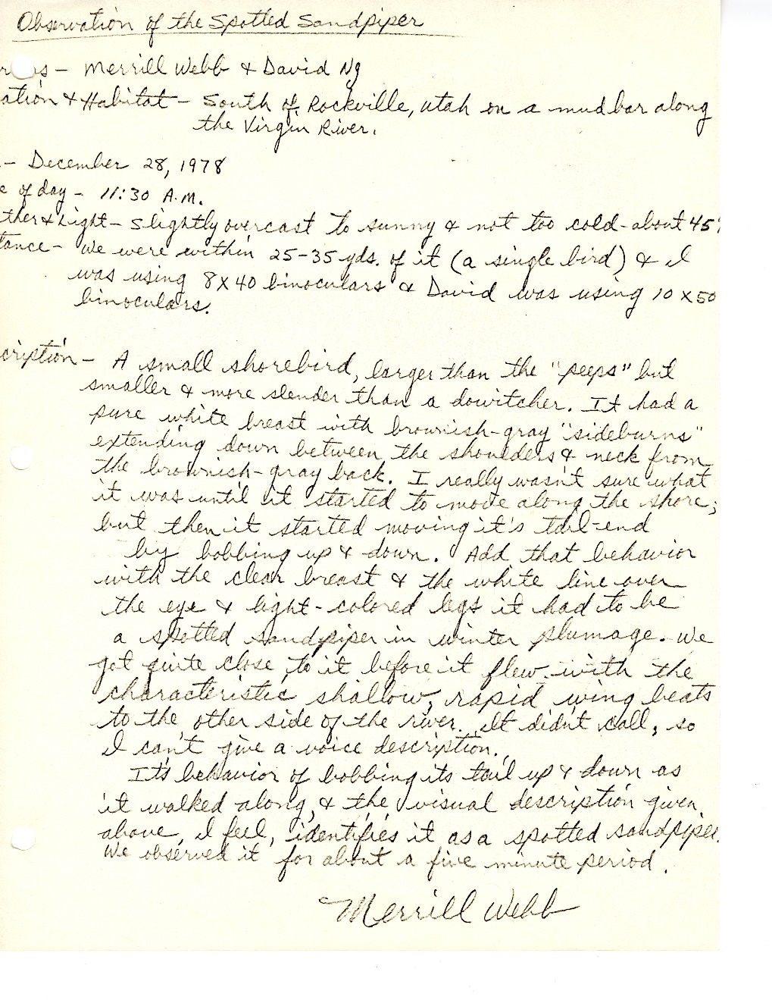 Observation of the Spotted Sandpiper
- Merrill Webb & David Ng
ation & Habitat - South of Rockville, Utah on a mud bar along
the Virgin River.
- December 28, 1978
e of day - 11:30 A.M.
ther & Light - slightly overcast to sunny & not too cold - about 45°
tance - We were within 25-35 yds. of it (a single bird) & I
was using 8X40 binoculars & David was using 10 X 50
binoculars.
cription - A small shorebird, larger than the "peeps" but
smaller & more slender than a dowitcher. It had a
pure white breast with brownish-gray "sideburns"
extending down between the shoulders & neck from
the brownish-gray back. I really wasn't sure what
it was until it started to move along the shore;
but then it started moving it's tail-end
by bobbing up & down. Add that behavior
with the clear breast & the white line over
the eye & light-colored legs it had to be
a spotted sandpiper in winter plumage. We
got quite close to it before it flew with the
characteristic shallow, rapid wing beats
to the other side of the river. It didn't call, so
I can't give a voice description.
It's behavior of bobbing its tail up & down as
it walked along, & the visual description given
above, I feel, identifies it as a spotted sandpiper.
We observed it for about a five minute period.
Merrill Webb